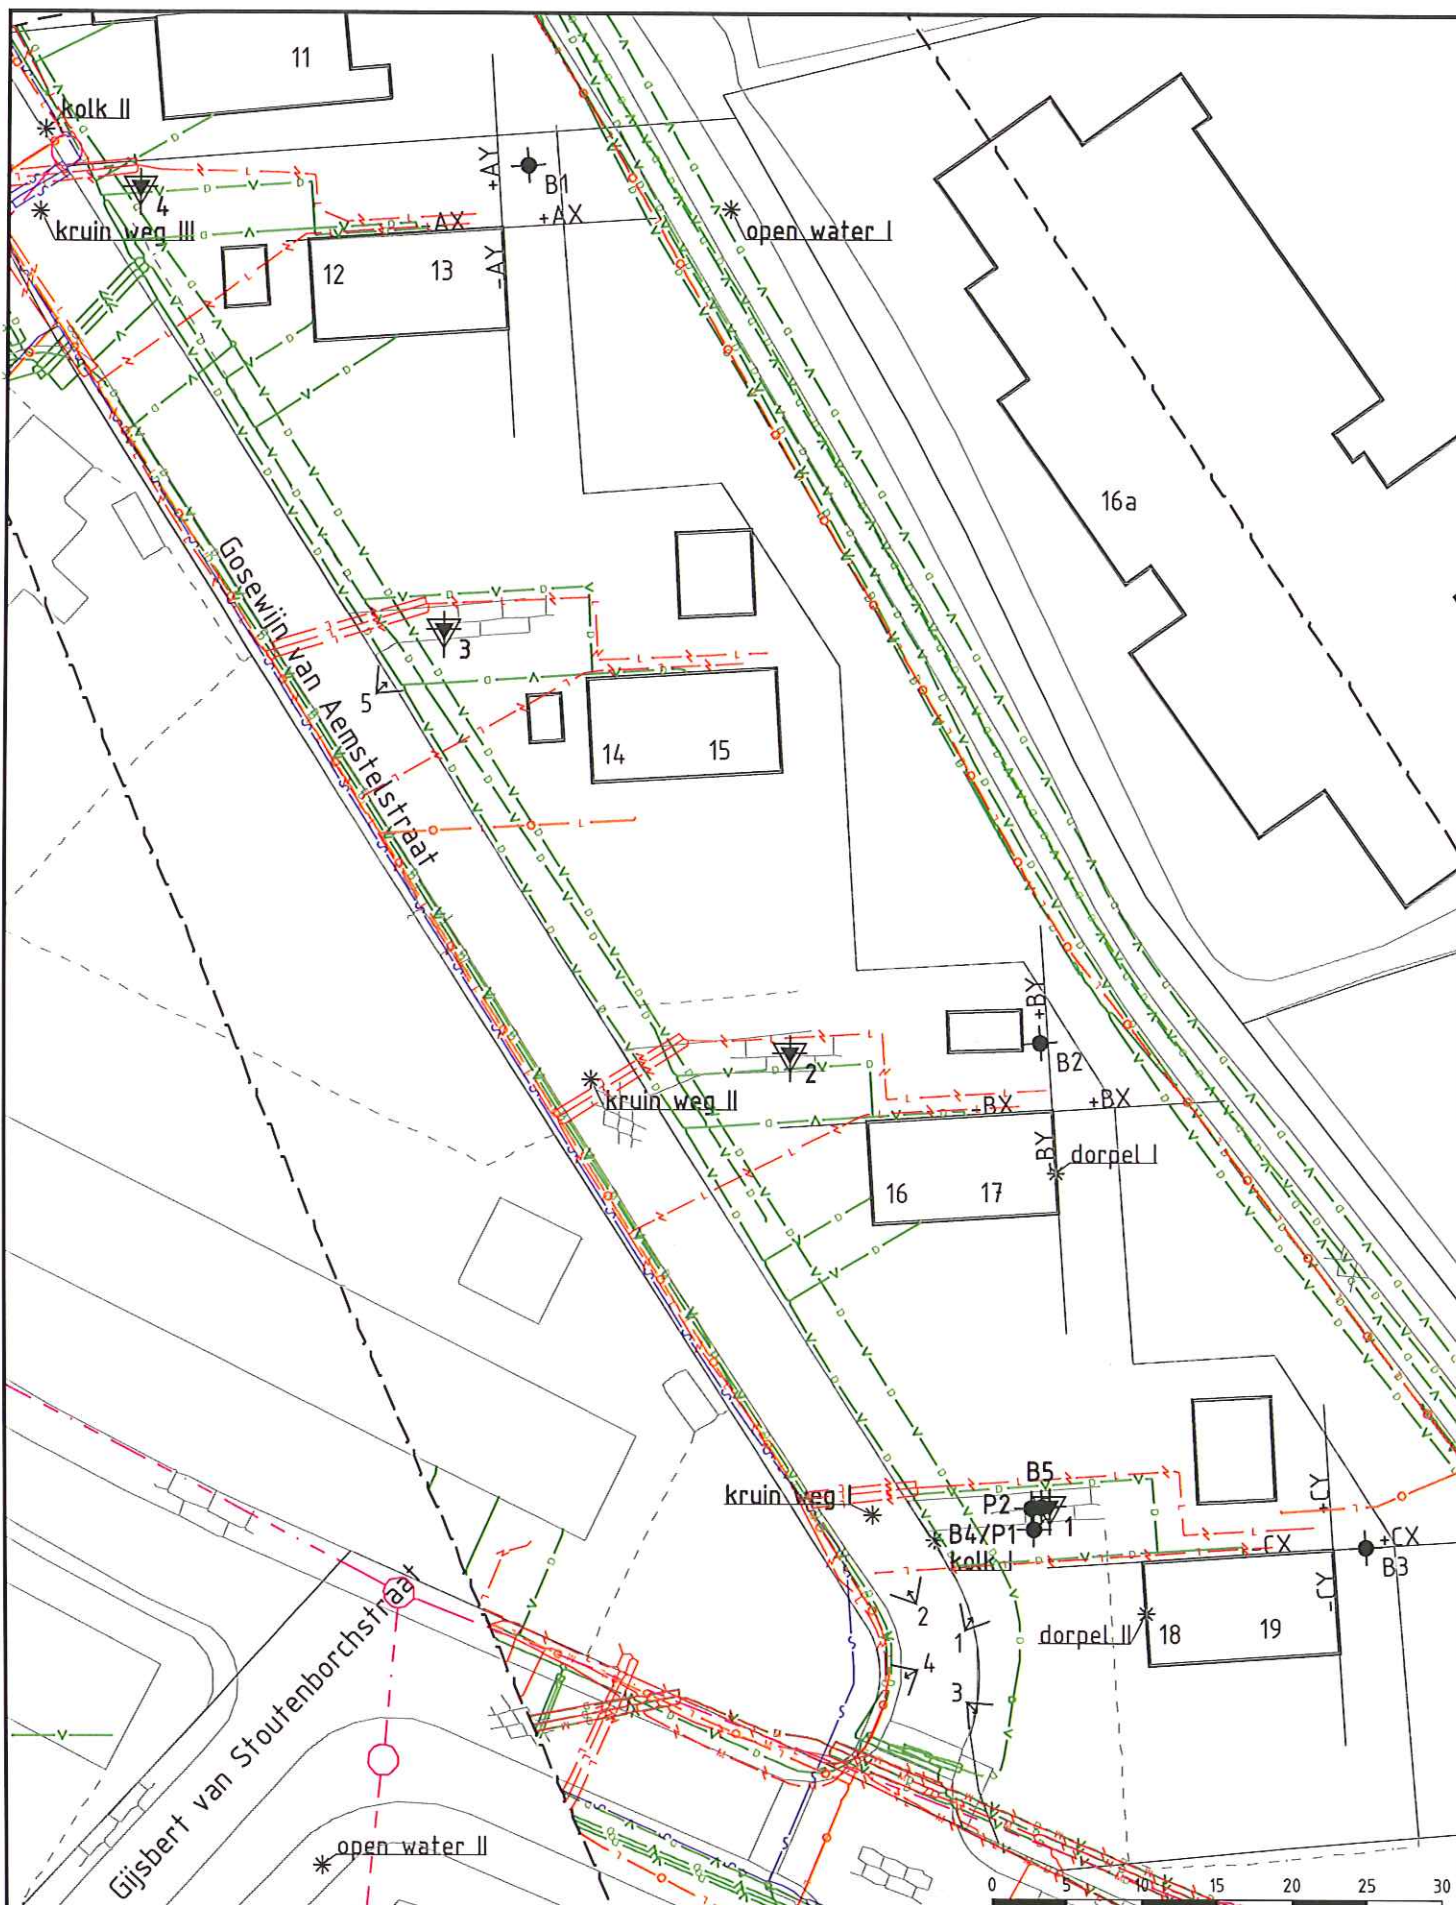 11
kolk II
+AY
B1
4
kruin weg III
+AX
+AX
open water I
12
13
-AY
16a
Gosewijn van Aemstelstraat
3
5
14
15
+BY
B2
2
kruin weg II
+BX
+BX
BY
dorpel I
16
17
B5
kruin weg I
P2
1
+CY
B4/P1
kolk I
-CX
+CX
B3
2
1
-CY
dorpel II
18
19
4
3
Gijsbert van Stoutenborchstraat
open water II
0 5 10 15 20 25 30